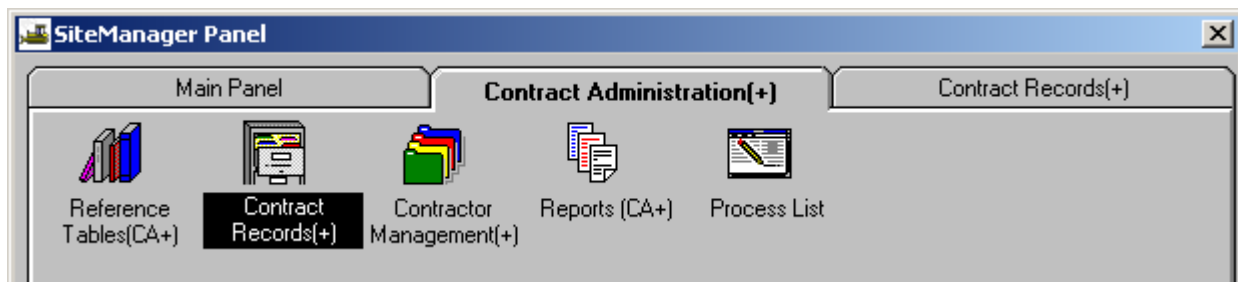 SiteManager Panel
Main Panel
Contract Administration(+)
Contract Records(+)
Reference
Tables(CA+)
Contract
Records(+)
Contractor
Management(+)
Reports (CA+)
Process List